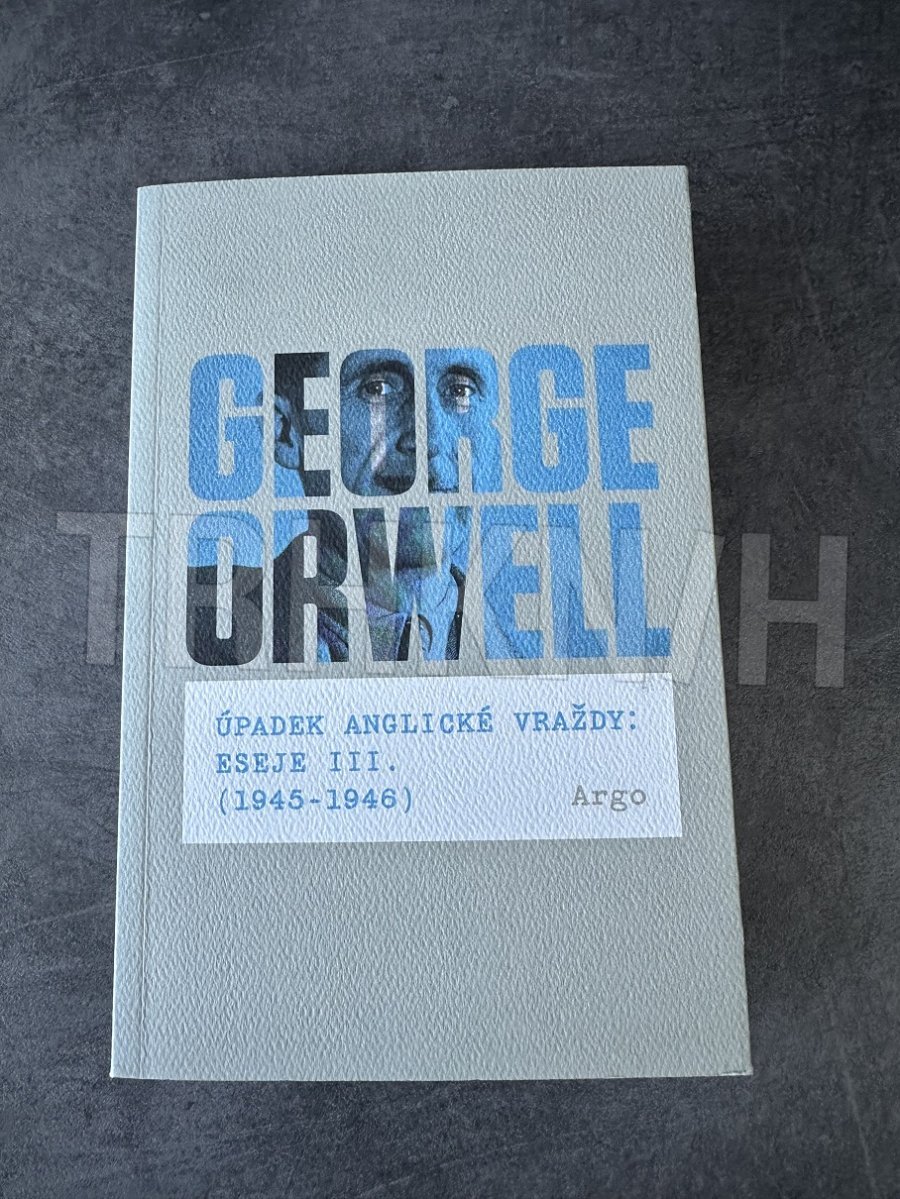 GEORGE
ORWELL
ÚPADEK ANGLICKÉ VRAŽDY:
ESEJE III.
(1945-1946)
Argo